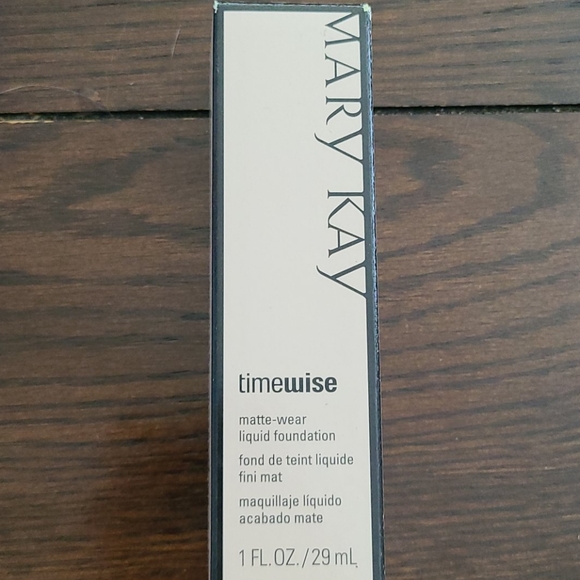 MARY KAY
timewise
matte-wear
liquid foundation
fond de teint liquide
fini mat
maquillaje líquido
acabado mate
1 FL.OZ./29 mL